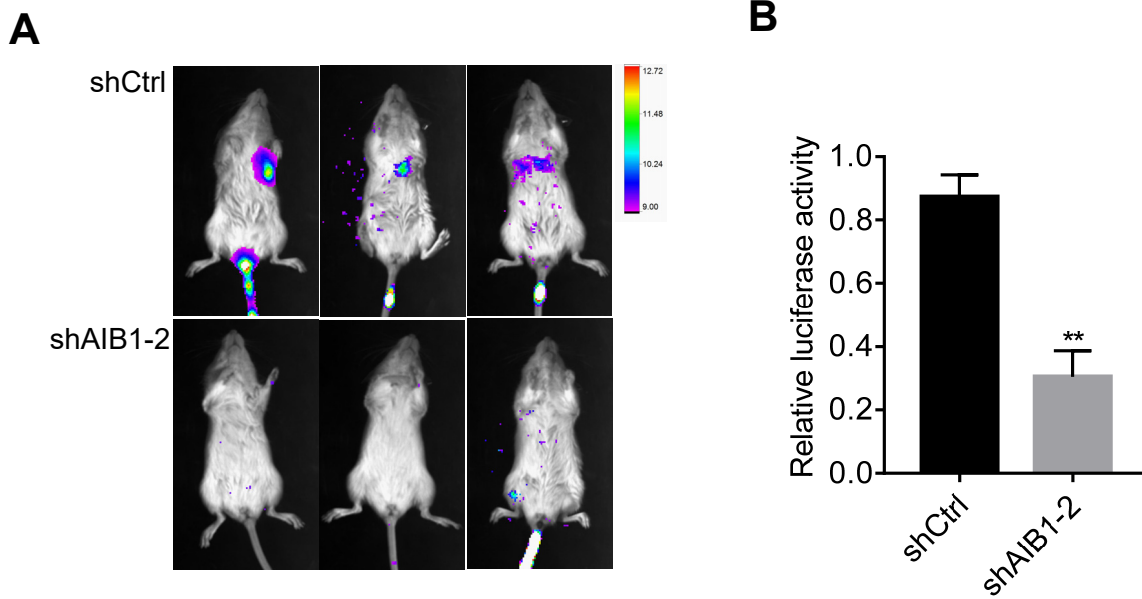 A
B
shCtrl
shAIB1-2
12.72
11.48
10.24
9.00
Relative luciferase activity
1.0
0.8
0.6
0.4
0.2
0.0
**
shCtrl
shAIB1-2